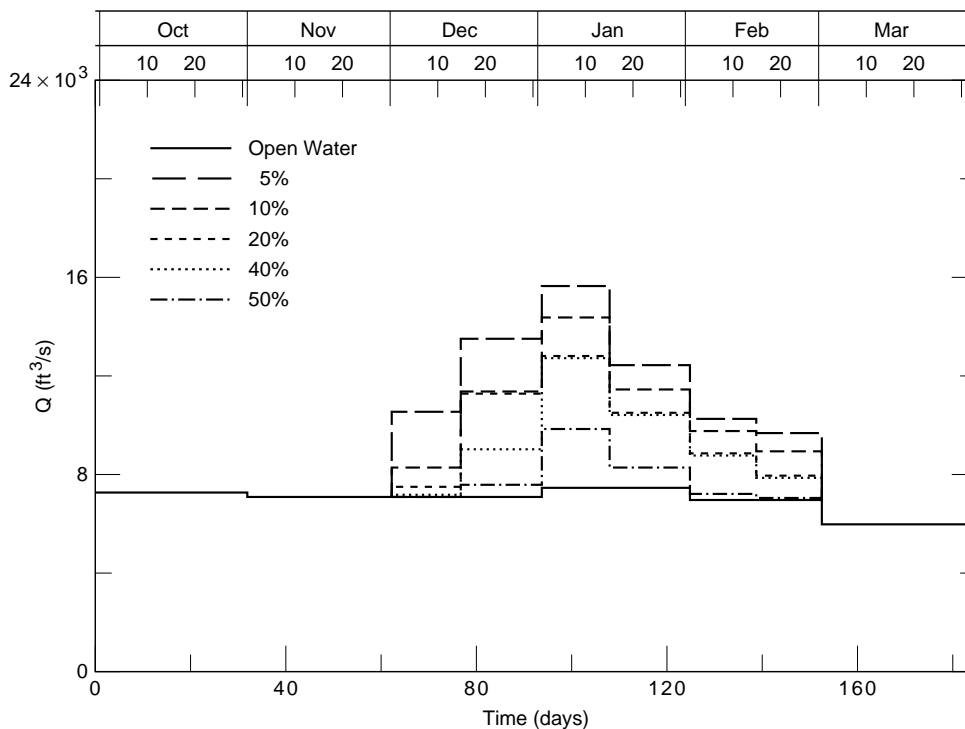 Oct Nov Dec Jan Feb Mar
10 20 10 20 10 20 10 20 10 20 10 20
24 × 10³
Open Water
5%
10%
20%
40%
50%
16
Q (ft³/s)
8
0
0 40 80 120 160
Time (days)